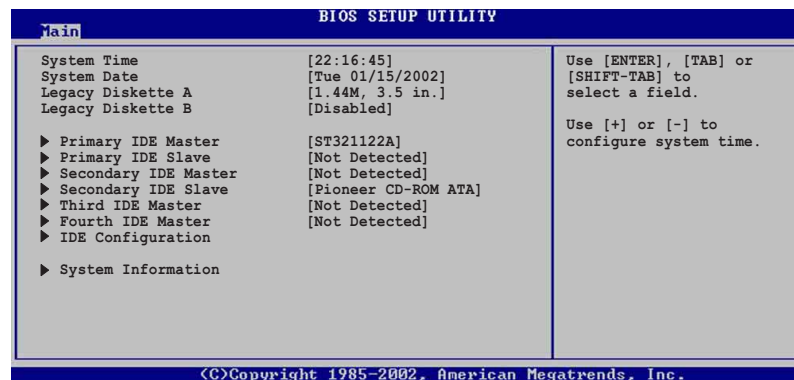 BIOS SETUP UTILITY
Main
System Time [22:16:45]
System Date [Tue 01/15/2002]
Legacy Diskette A [1.44M, 3.5 in.]
Legacy Diskette B [Disabled]
Primary IDE Master [ST321122A]
Primary IDE Slave [Not Detected]
Secondary IDE Master [Not Detected]
Secondary IDE Slave [Pioneer CD-ROM ATA]
Third IDE Master [Not Detected]
Fourth IDE Master [Not Detected]
IDE Configuration
System Information
Use [ENTER], [TAB] or
[SHIFT-TAB] to
select a field.
Use [+] or [-] to
configure system time.
(C)Copyright 1985-2002, American Megatrends, Inc.